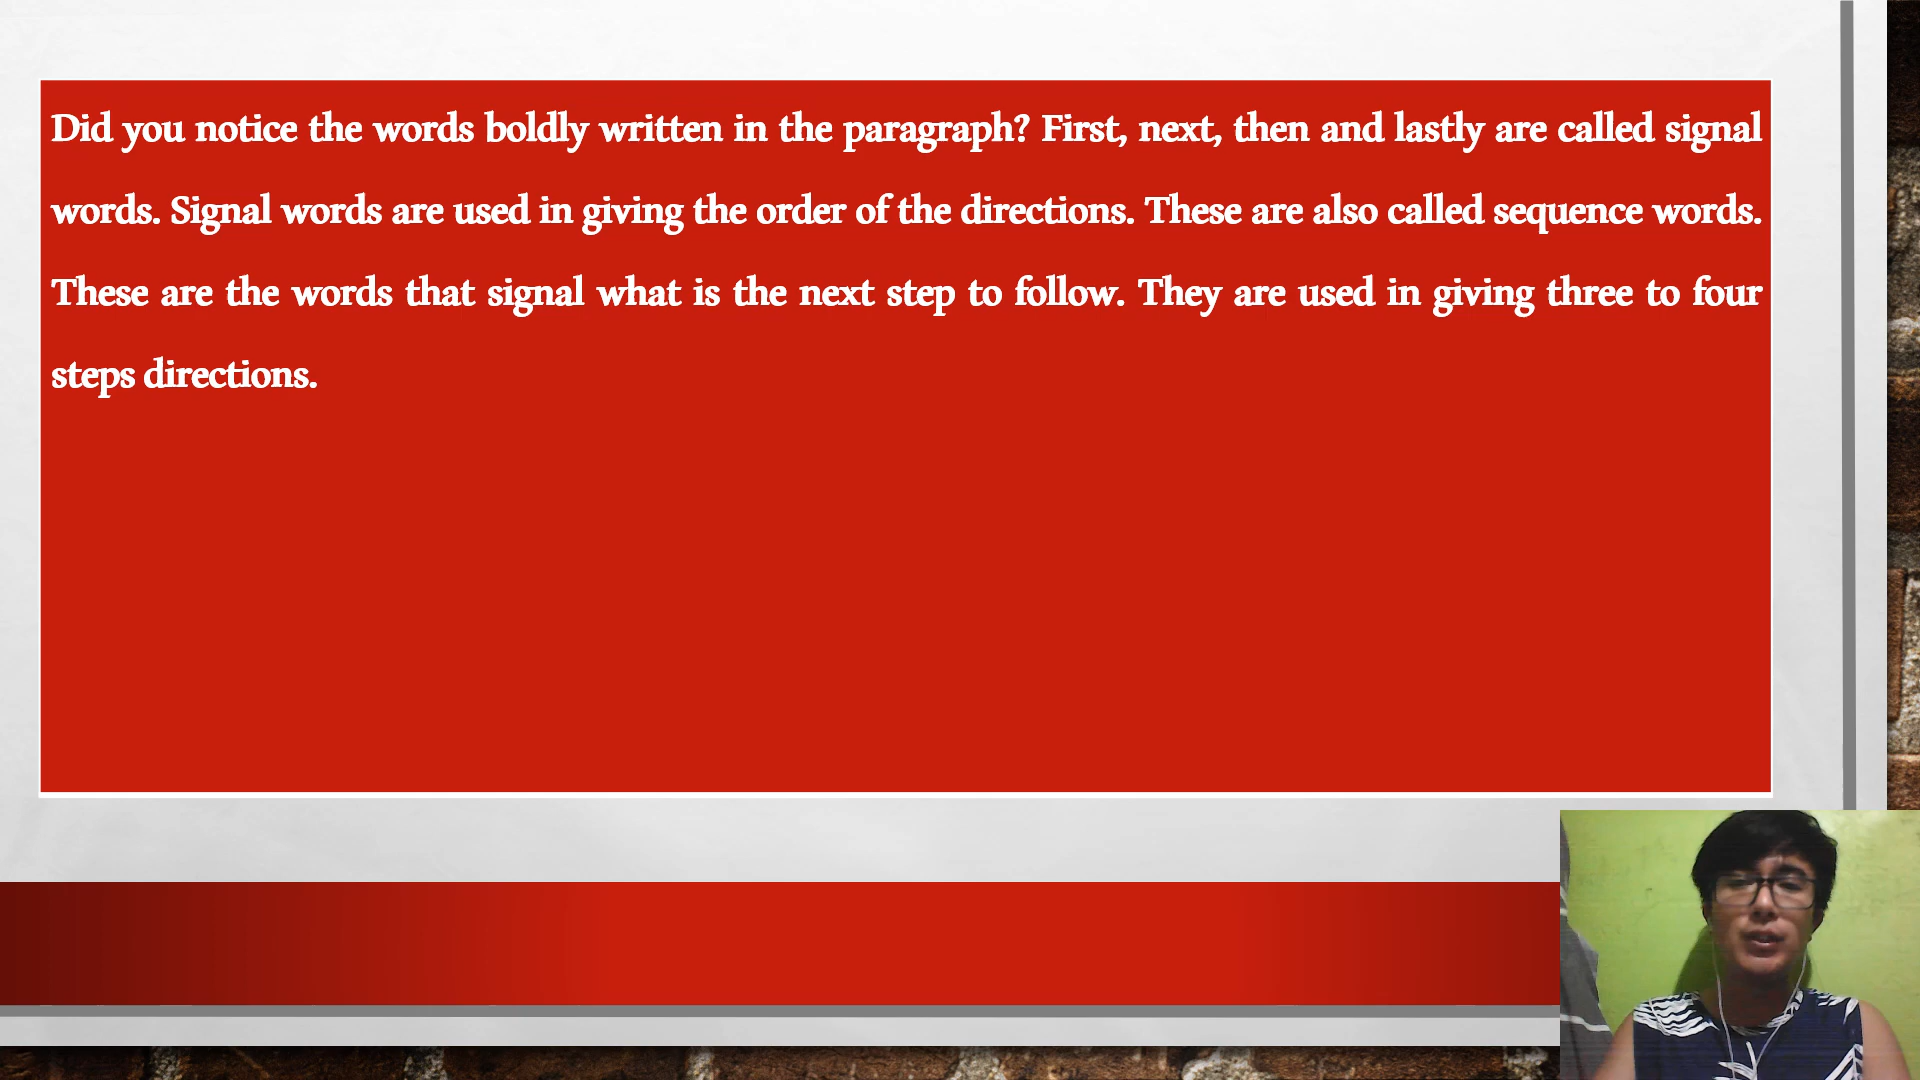 Did you notice the words boldly written in the paragraph? First, next, then and lastly are called signal
words. Signal words are used in giving the order of the directions. These are also called sequence words.
These are the words that signal what is the next step to follow. They are used in giving three to four
steps directions.